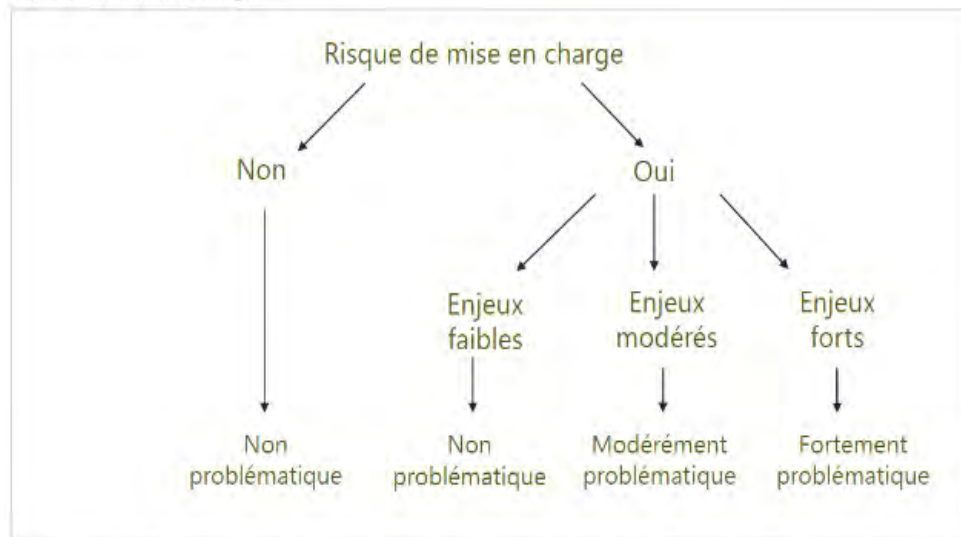 Risque de mise en charge
Non
Oui
Enjeux
faibles
Enjeux
modérés
Enjeux
forts
Non
problématique
Non
problématique
Modérément
problématique
Fortement
problématique